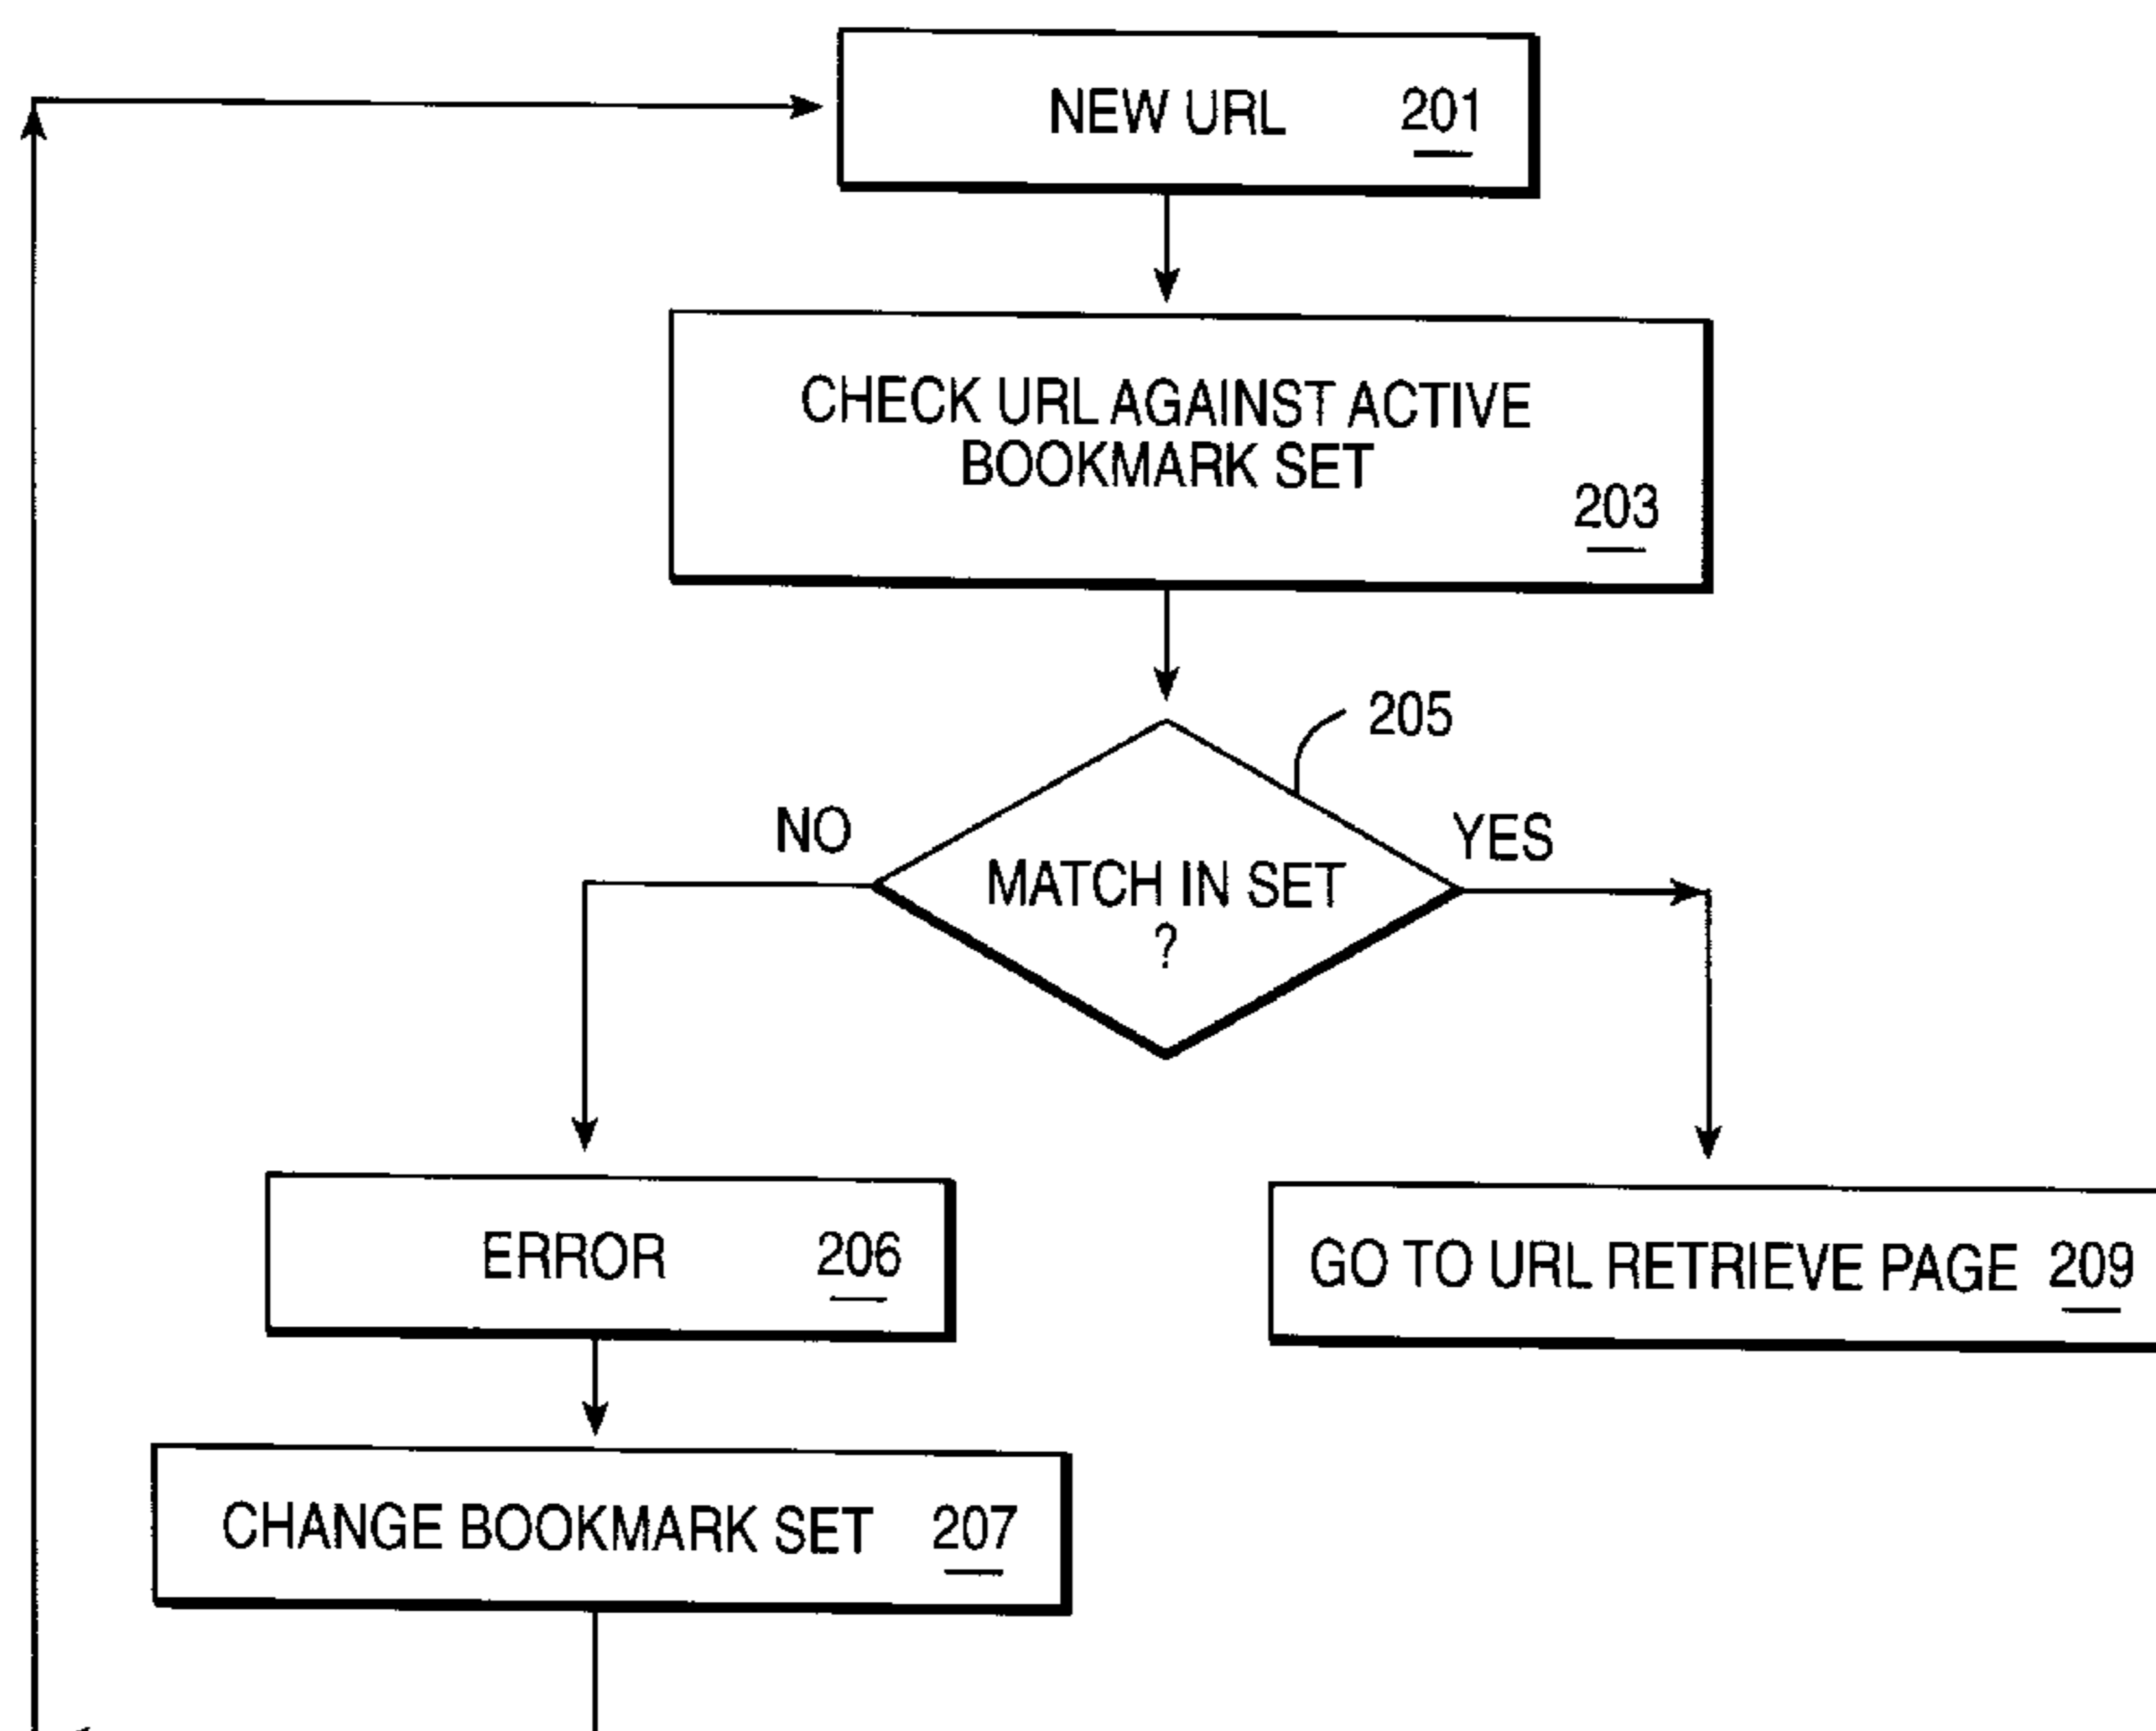 NEW URL 201
CHECK URL AGAINST ACTIVE
BOOKMARK SET
203
205
NO
YES
MATCH IN SET
?
ERROR 206
GO TO URL RETRIEVE PAGE 209
CHANGE BOOKMARK SET 207